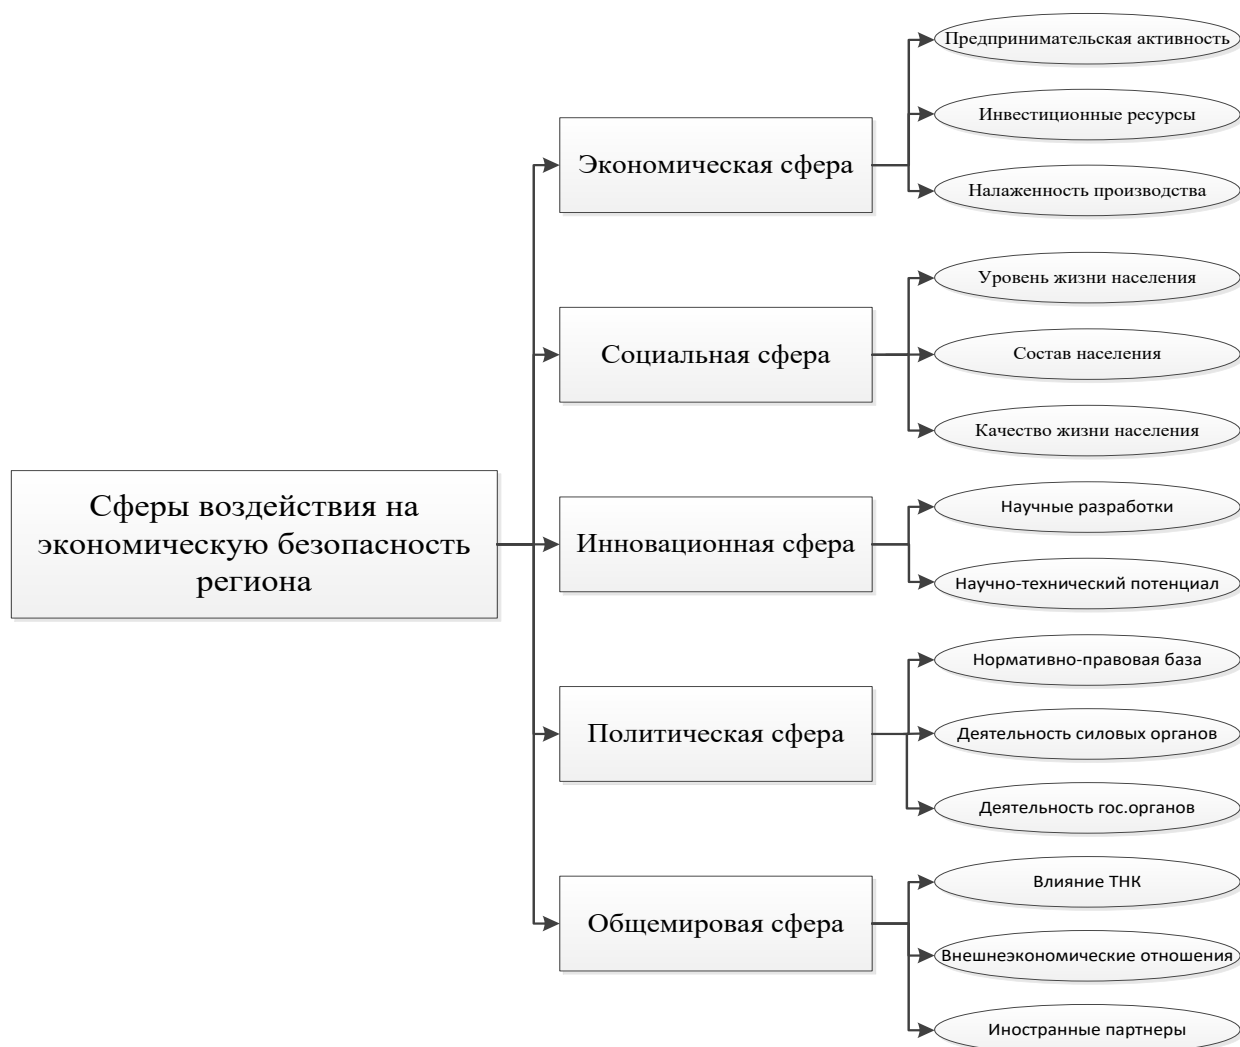 Сферы воздействия на
экономическую безопасность
региона
Экономическая сфера
Предпринимательская активность
Инвестиционные ресурсы
Налаженность производства
Социальная сфера
Уровень жизни населения
Состав населения
Качество жизни населения
Инновационная сфера
Научные разработки
Научно-технический потенциал
Политическая сфера
Нормативно-правовая база
Деятельность силовых органов
Деятельность гос.органов
Общемировая сфера
Влияние ТНК
Внешнеэкономические отношения
Иностранные партнеры